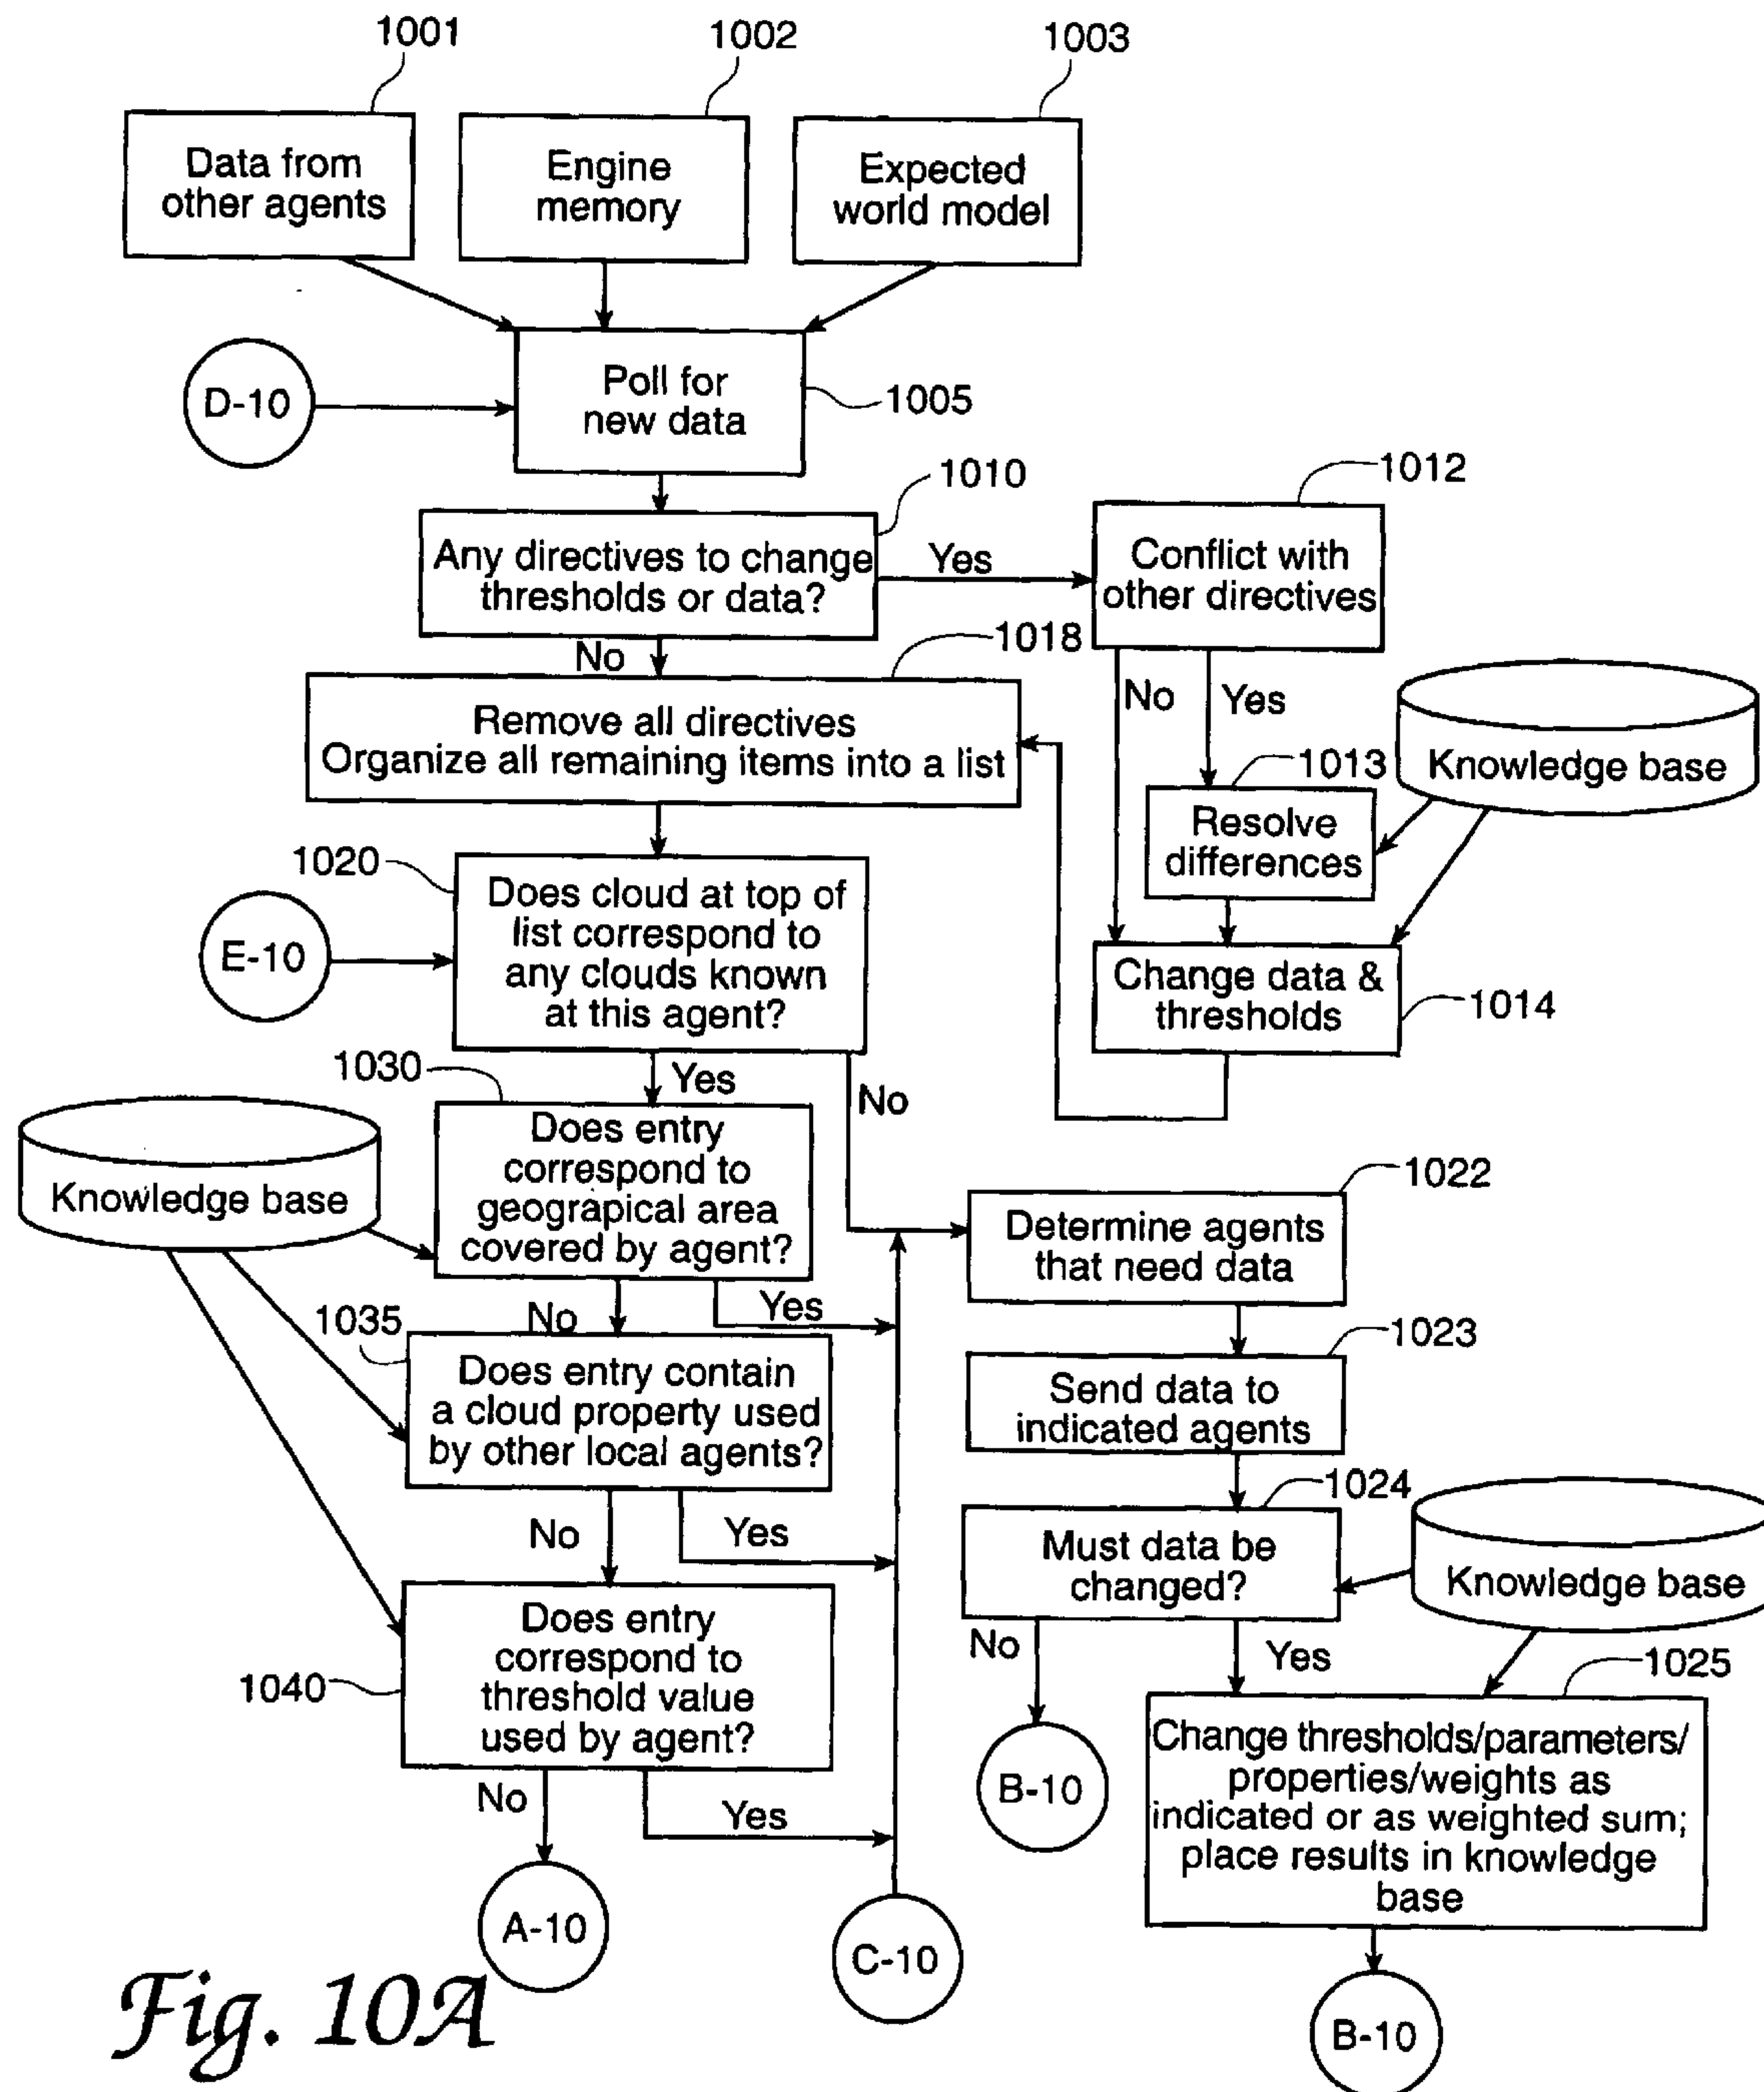 1001
1002
1003
Data from
other agents
Engine
memory
Expected
world model
D-10
Poll for
new data
1005
1010
1012
Any directives to change
thresholds or data?
Yes
Conflict with
other directives
No
1018
No
Yes
Remove all directives
Organize all remaining items into a list
Knowledge base
1013
Resolve
differences
1020
Does cloud at top of
list correspond to
any clouds known
at this agent?
E-10
Change data &
thresholds
1014
1030
Yes
No
Does entry
correspond to
geograpical area
covered by agent?
Knowledge base
1022
Determine agents
that need data
No
Yes
1035
1023
Does entry contain
a cloud property used
by other local agents?
Send data to
indicated agents
1024
No
Yes
Must data be
changed?
Knowledge base
Does entry
correspond to
threshold value
used by agent?
1040
No
Yes
1025
Change thresholds/parameters/
properties/weights as
indicated or as weighted sum;
place results in knowledge
base
B-10
No
Yes
A-10
C-10
B-10
Fig. 10A